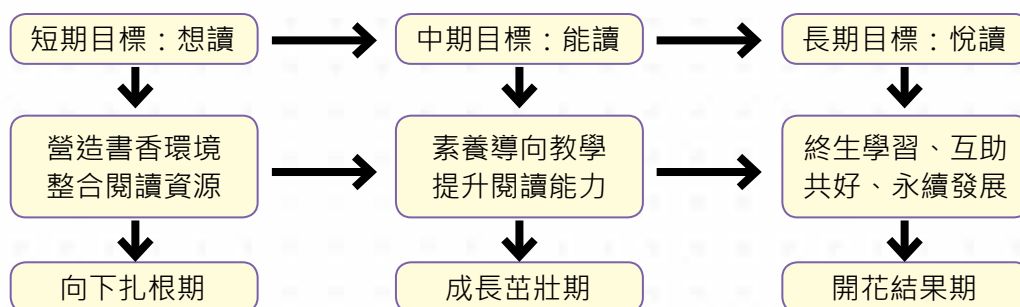 短期目標：想讀
中期目標：能讀
長期目標：悅讀
營造書香環境
整合閱讀資源
素養導向教學
提升閱讀能力
終生學習、互助
共好、永續發展
向下扎根期
成長茁壯期
開花結果期